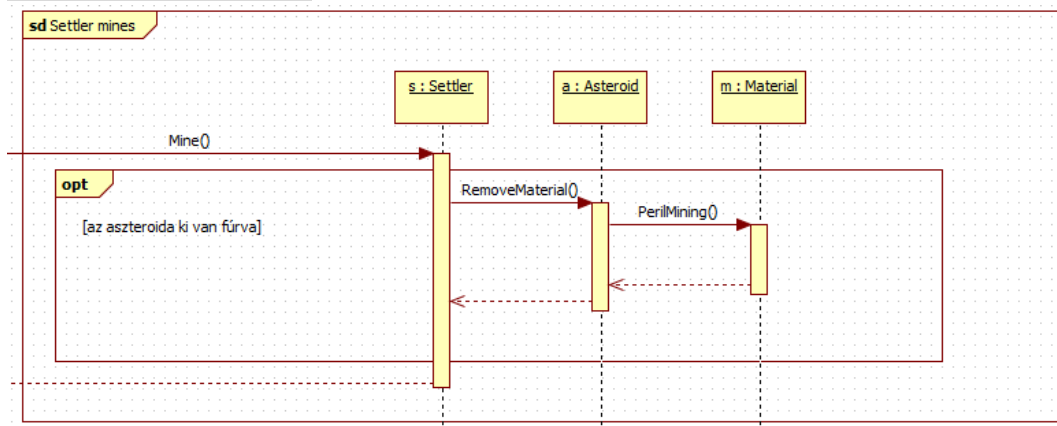 sd Settler mines
s : Settler
a : Asteroid
m : Material
Mine()
opt
RemoveMaterial()
PerilMining()
[az aszteroida ki van fúrva]